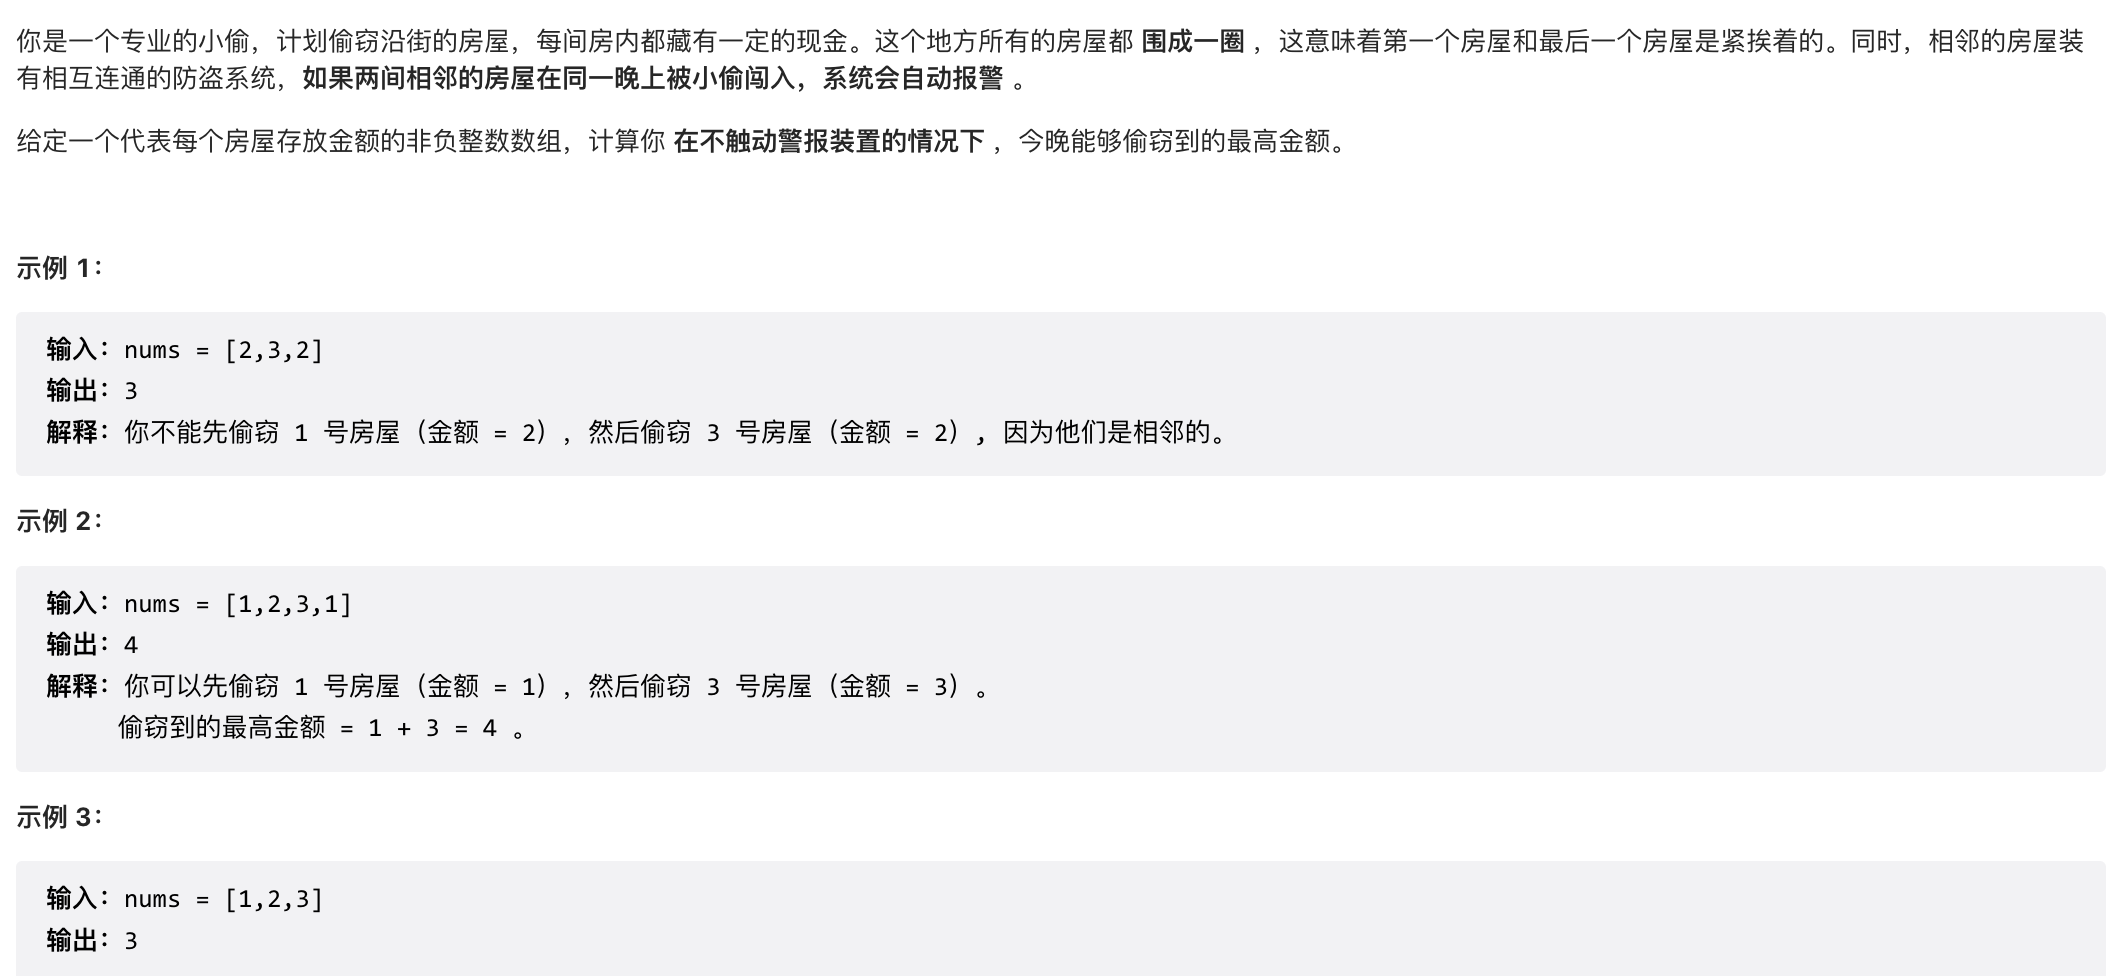 你是一个专业的小偷，计划偷窃沿街的房屋，每间房内都藏有一定的现金。这个地方所有的房屋都 围成一圈 ，这意味着第一个房屋和最后一个房屋是紧挨着的。同时，相邻的房屋装
有相互连通的防盗系统，如果两间相邻的房屋在同一晚上被小偷闯入，系统会自动报警 。
给定一个代表每个房屋存放金额的非负整数数组，计算你 在不触动警报装置的情况下 ，今晚能够偷窃到的最高金额。
示例 1：
输入：nums = [2,3,2]
输出：3
解释：你不能先偷窃 1 号房屋（金额 = 2），然后偷窃 3 号房屋（金额 = 2）, 因为他们是相邻的。
示例 2：
输入：nums = [1,2,3,1]
输出：4
解释：你可以先偷窃 1 号房屋（金额 = 1），然后偷窃 3 号房屋（金额 = 3）。
偷窃到的最高金额 = 1 + 3 = 4 。
示例 3：
输入：nums = [1,2,3]
输出：3